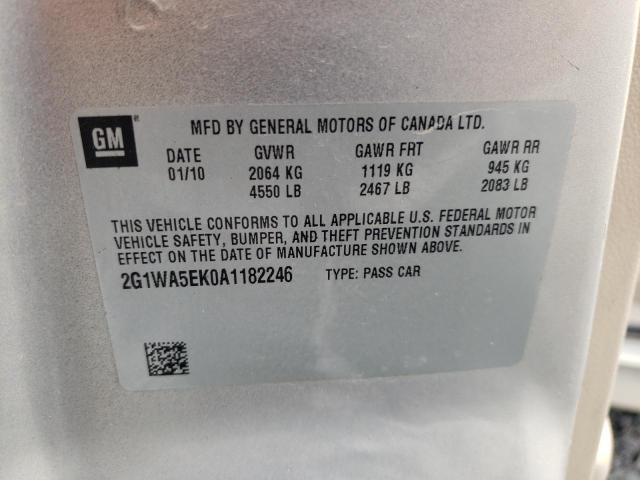 GM
MFD BY GENERAL MOTORS OF CANADA LTD.
DATE GVWR GAWR FRT GAWR RR
01/10 2064 KG 1119 KG 945 KG
4550 LB 2467 LB 2083 LB
THIS VEHICLE CONFORMS TO ALL APPLICABLE U.S. FEDERAL MOTOR
VEHICLE SAFETY, BUMPER, AND THEFT PREVENTION STANDARDS IN
EFFECT ON THE DATE OF MANUFACTURE SHOWN ABOVE.
2G1WA5EK0A1182246 TYPE: PASS CAR